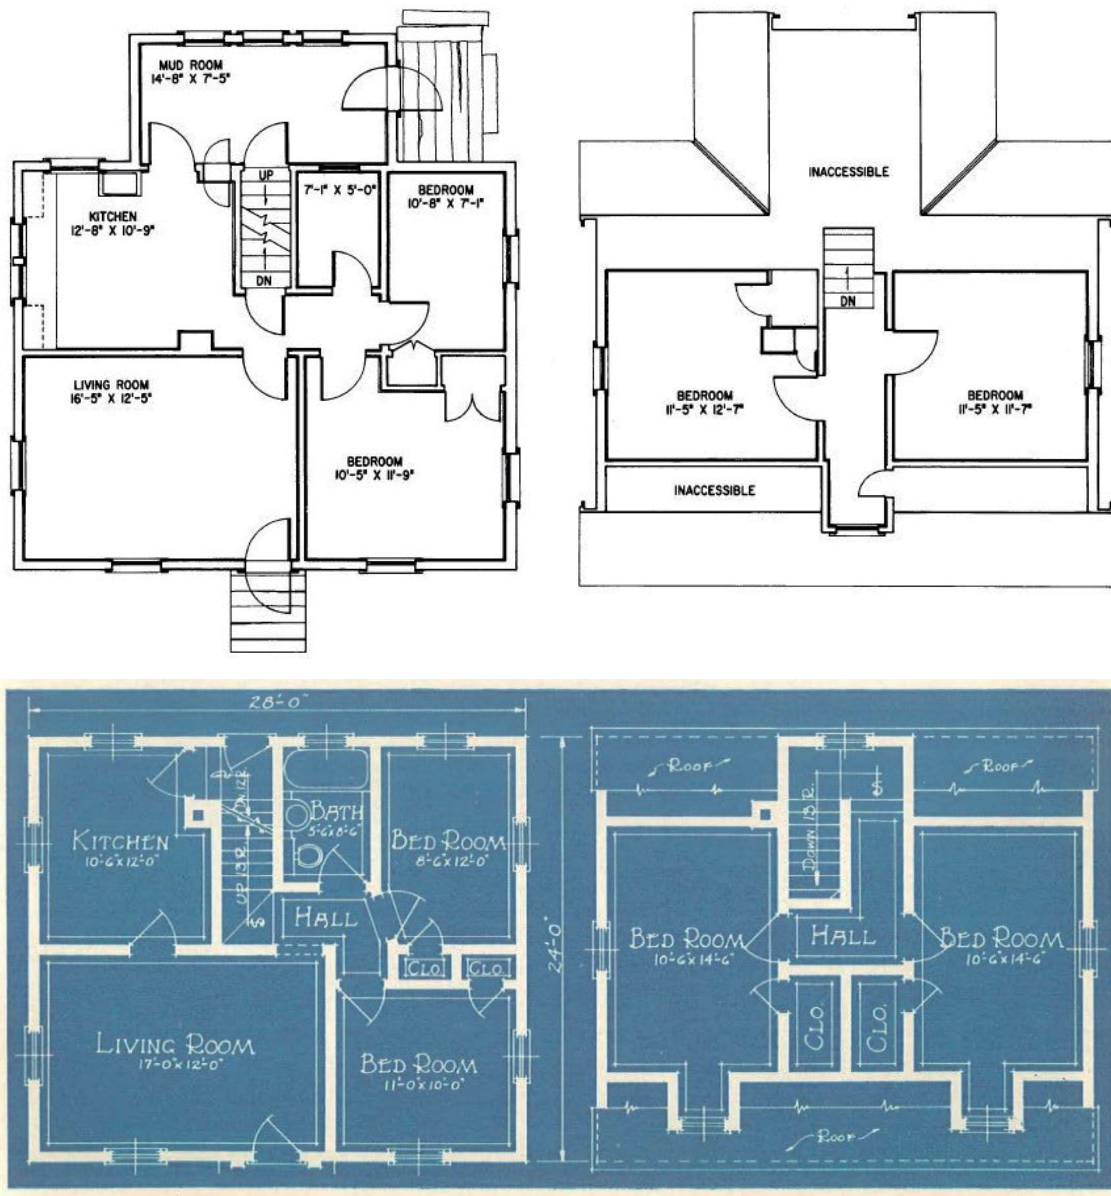 MUD ROOM
14'-8" X 7'-5"
UP
7'-1" X 5'-0"
BEDROOM
10'-8" X 7'-1"
KITCHEN
12'-8" X 10'-9"
DN
LIVING ROOM
16'-5" X 12'-5"
BEDROOM
10'-5" X 11'-9"
INACCESSIBLE
DN
BEDROOM
11'-5" X 12'-7"
BEDROOM
11'-5" X 11'-7"
INACCESSIBLE
28'-0"
KITCHEN
10'-6"x12'-0"
DN 12 R.
UP 13 R.
BATH
5'-6"x8'-6"
BED ROOM
8'-6"x12'-0"
HALL
CLO.
CLO.
LIVING ROOM
17'-0"x12'-0"
BED ROOM
11'-0"x10'-0"
24'-0"
ROOF
ROOF
DOWN 13 R.
S
BED ROOM
10'-6"x14'-6"
HALL
BED ROOM
10'-6"x14'-6"
CLO.
CLO.
ROOF